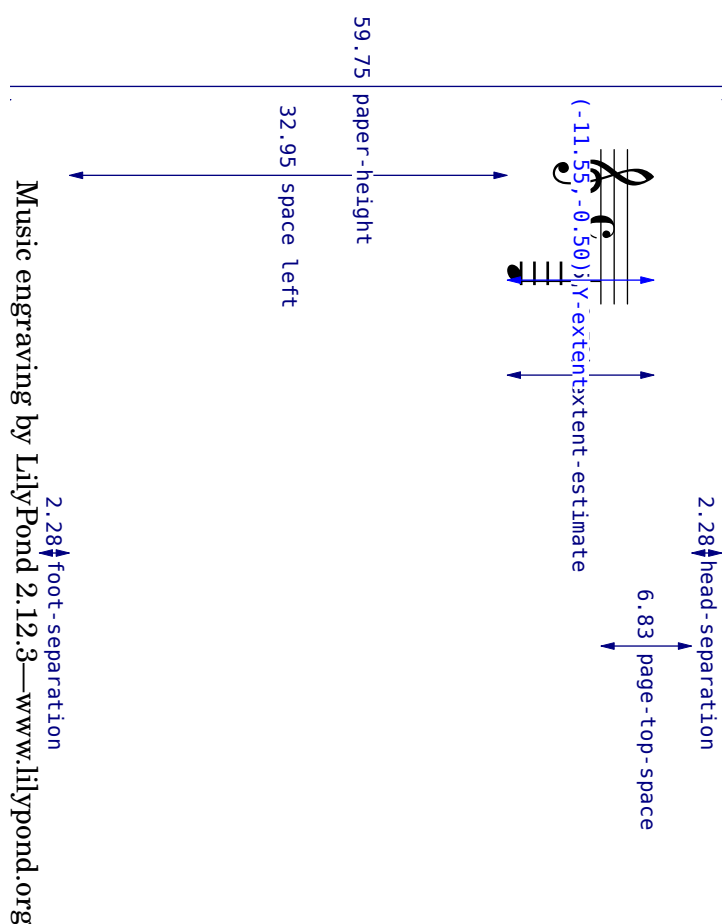 2.28 head-separation
6.83 page-top-space
(-11.55,-0.50)
Y-extent
extent-estimate
59.75 paper-height
32.95 space left
2.28 foot-separation
Music engraving by LilyPond 2.12.3—www.lilypond.org